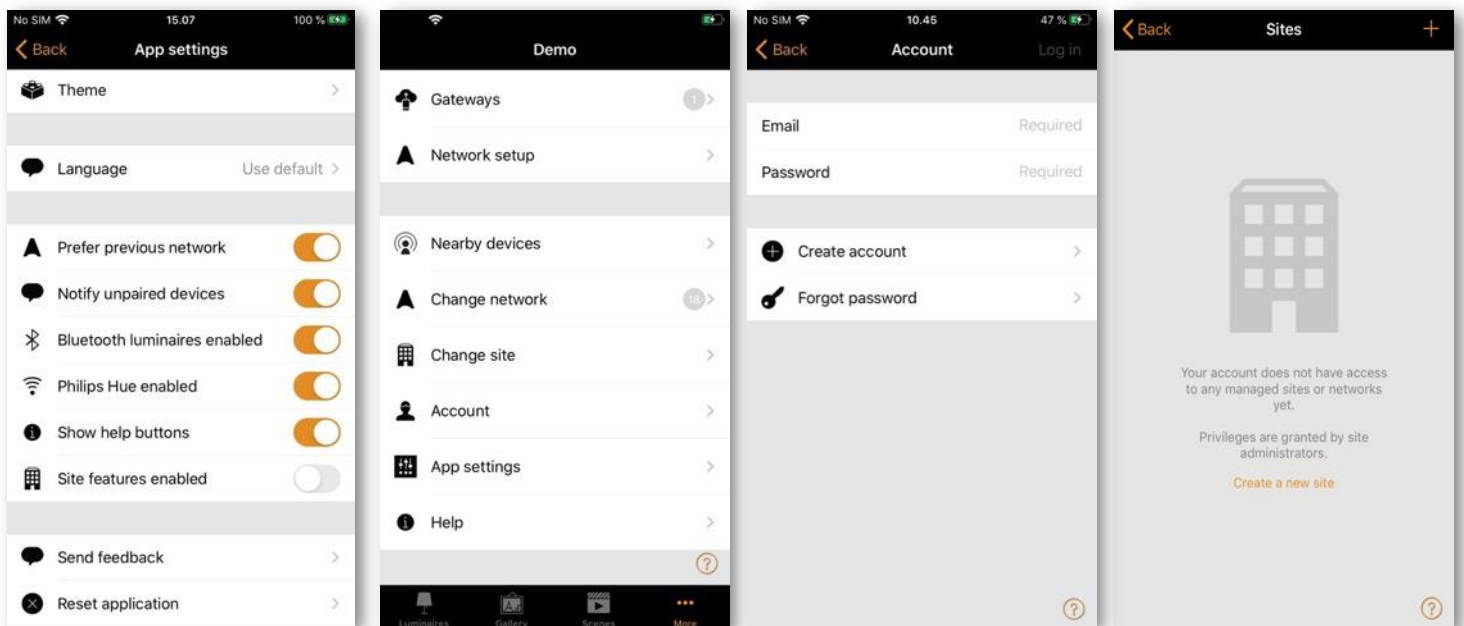 No SIM 15.07 100 %
Back App settings
Theme
Language Use default
Prefer previous network
Notify unpaired devices
Bluetooth luminaires enabled
Philips Hue enabled
Show help buttons
Site features enabled
Send feedback
Reset application
Demo
Gateways 1
Network setup
Nearby devices
Change network 18
Change site
Account
App settings
Help
?
Luminaires Gallery Scenes More
No SIM 10.45 47 %
Back Account Log in
Email Required
Password Required
Create account
Forgot password
?
Back Sites +
Your account does not have access
to any managed sites or networks
yet.
Privileges are granted by site
administrators.
Create a new site
?